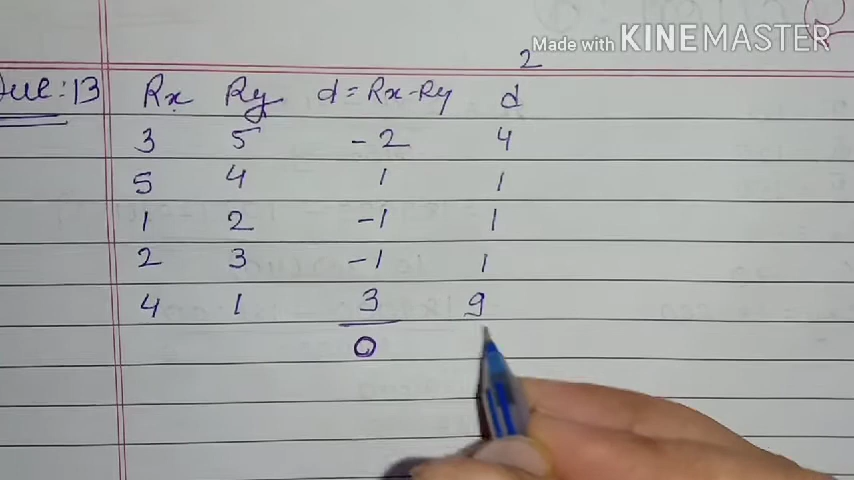 Made with KINEMASTER
Que:13 Rx Ry d = Rx-Ry d²
3 5 -2 4
5 4 1 1
1 2 -1 1
2 3 -1 1
4 1 3 9
0